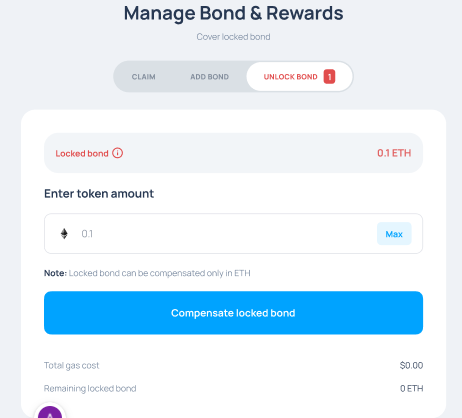 Manage Bond & Rewards
Cover locked bond
CLAIM
ADD BOND
UNLOCK BOND 1
Locked bond
0.1 ETH
Enter token amount
0.1
Max
Note: Locked bond can be compensated only in ETH
Compensate locked bond
Total gas cost
$0.00
Remaining locked bond
0 ETH